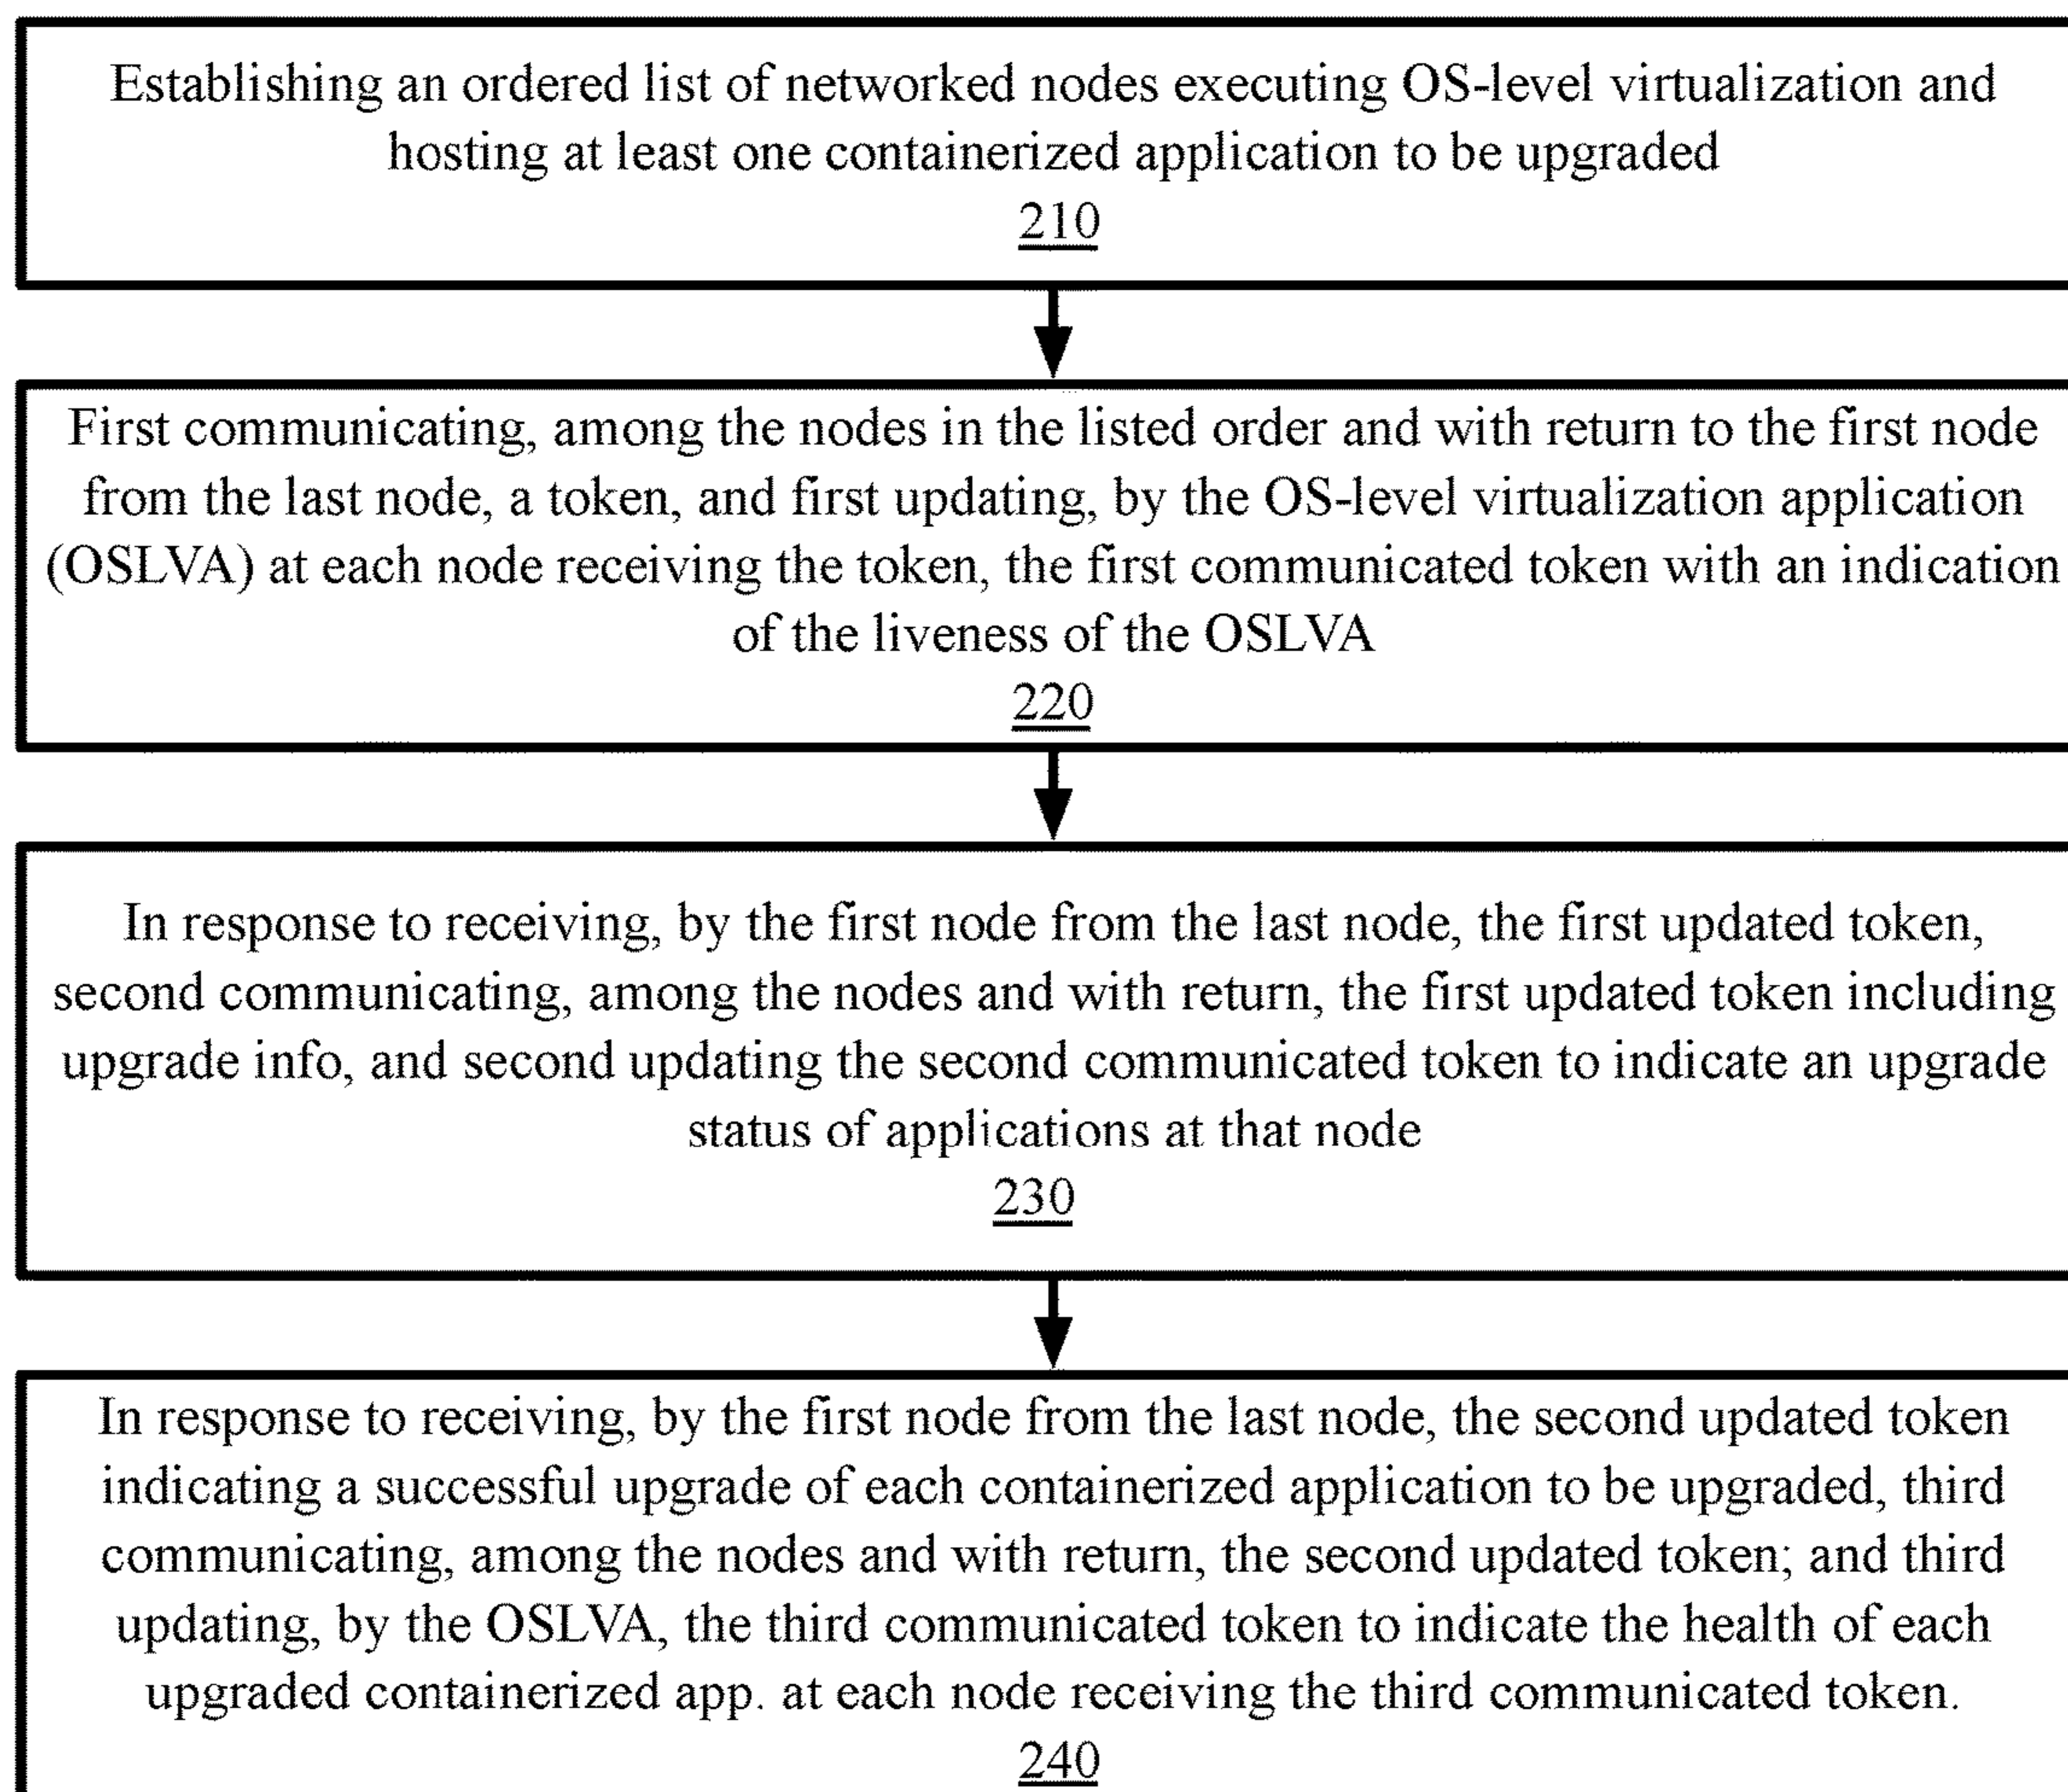 Establishing an ordered list of networked nodes executing OS-level virtualization and
hosting at least one containerized application to be upgraded
210
First communicating, among the nodes in the listed order and with return to the first node
from the last node, a token, and first updating, by the OS-level virtualization application
(OSLVA) at each node receiving the token, the first communicated token with an indication
of the liveness of the OSLVA
220
In response to receiving, by the first node from the last node, the first updated token,
second communicating, among the nodes and with return, the first updated token including
upgrade info, and second updating the second communicated token to indicate an upgrade
status of applications at that node
230
In response to receiving, by the first node from the last node, the second updated token
indicating a successful upgrade of each containerized application to be upgraded, third
communicating, among the nodes and with return, the second updated token; and third
updating, by the OSLVA, the third communicated token to indicate the health of each
upgraded containerized app. at each node receiving the third communicated token.
240